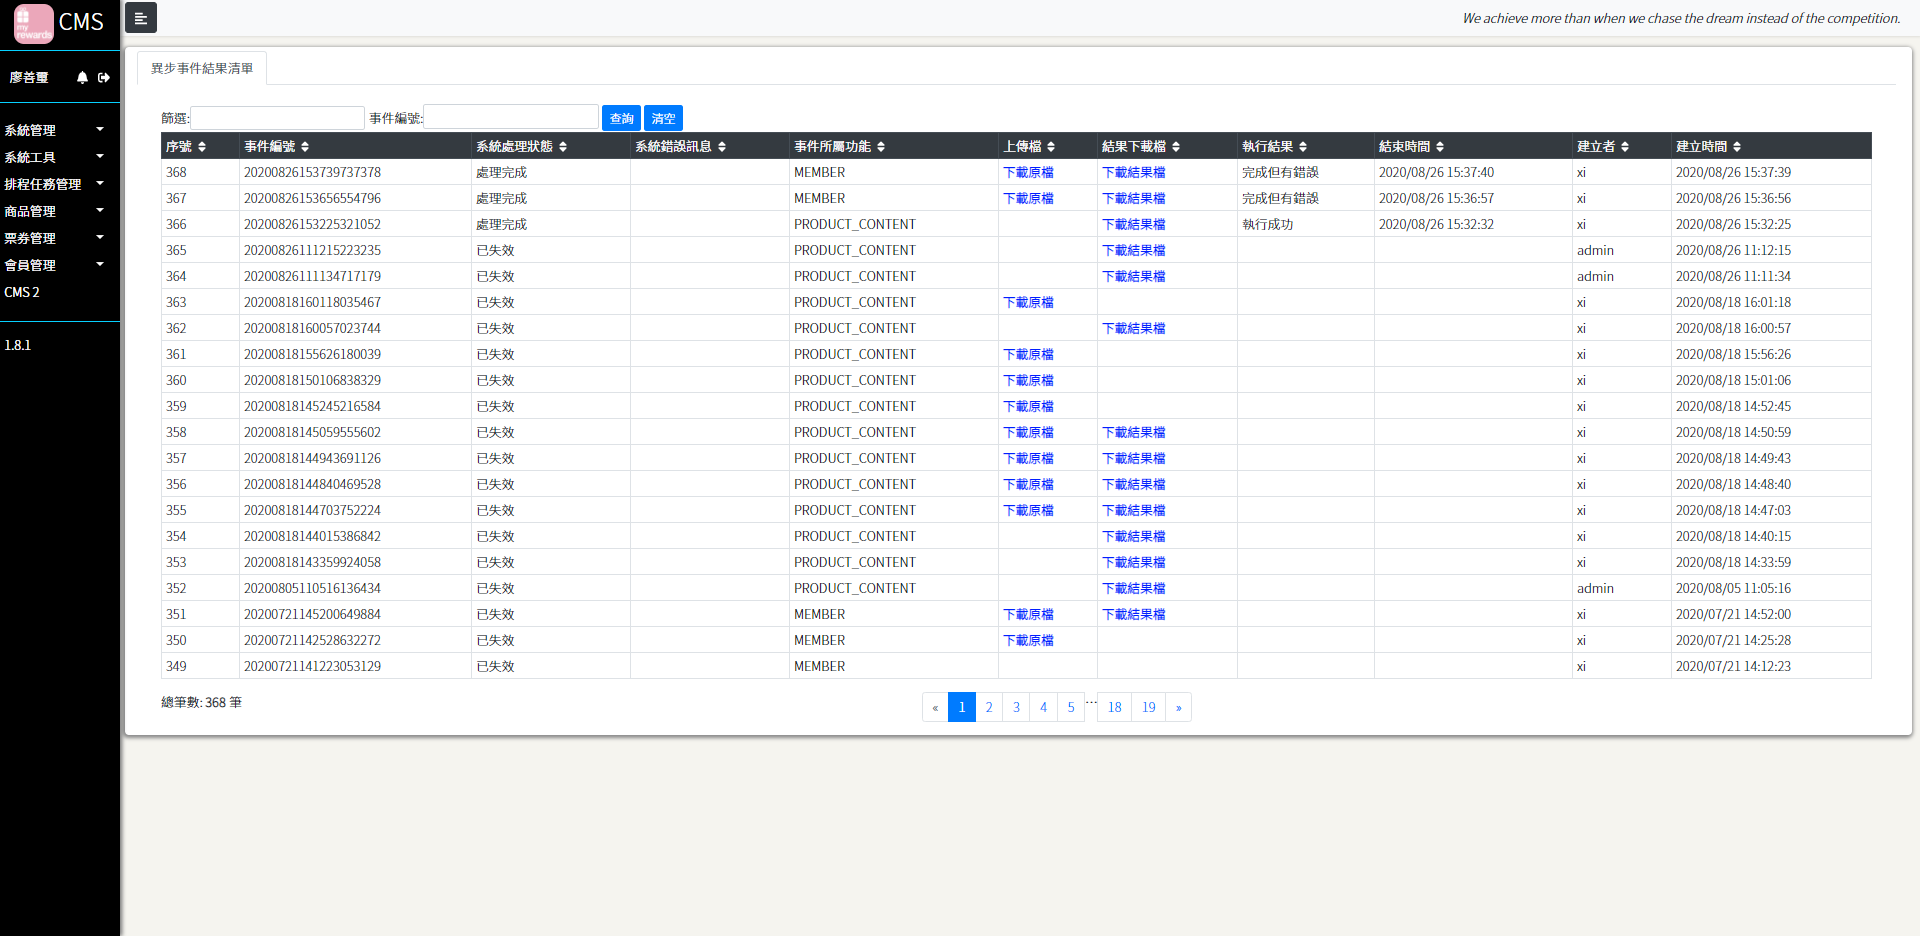 my rewards CMS
We achieve more than when we chase the dream instead of the competition.
廖善璽
系統管理
系統工具
排程任務管理
商品管理
票券管理
會員管理
CMS 2
1.8.1
異步事件結果清單
篩選: 事件編號: 查詢 清空
序號 事件編號 系統處理狀態 系統錯誤訊息 事件所屬功能 上傳檔 結果下載檔 執行結果 結束時間 建立者 建立時間
368 20200826153739737378 處理完成 MEMBER 下載原檔 下載結果檔 完成但有錯誤 2020/08/26 15:37:40 xi 2020/08/26 15:37:39
367 20200826153656554796 處理完成 MEMBER 下載原檔 下載結果檔 完成但有錯誤 2020/08/26 15:36:57 xi 2020/08/26 15:36:56
366 20200826153225321052 處理完成 PRODUCT_CONTENT 下載結果檔 執行成功 2020/08/26 15:32:32 xi 2020/08/26 15:32:25
365 20200826111215223235 已失效 PRODUCT_CONTENT 下載結果檔 admin 2020/08/26 11:12:15
364 20200826111134717179 已失效 PRODUCT_CONTENT 下載結果檔 admin 2020/08/26 11:11:34
363 20200818160118035467 已失效 PRODUCT_CONTENT 下載原檔 xi 2020/08/18 16:01:18
362 20200818160057023744 已失效 PRODUCT_CONTENT 下載結果檔 xi 2020/08/18 16:00:57
361 20200818155626180039 已失效 PRODUCT_CONTENT 下載原檔 xi 2020/08/18 15:56:26
360 20200818150106838329 已失效 PRODUCT_CONTENT 下載原檔 xi 2020/08/18 15:01:06
359 20200818145245216584 已失效 PRODUCT_CONTENT 下載原檔 xi 2020/08/18 14:52:45
358 20200818145059555602 已失效 PRODUCT_CONTENT 下載原檔 下載結果檔 xi 2020/08/18 14:50:59
357 20200818144943691126 已失效 PRODUCT_CONTENT 下載原檔 下載結果檔 xi 2020/08/18 14:49:43
356 20200818144840469528 已失效 PRODUCT_CONTENT 下載原檔 下載結果檔 xi 2020/08/18 14:48:40
355 20200818144703752224 已失效 PRODUCT_CONTENT 下載原檔 下載結果檔 xi 2020/08/18 14:47:03
354 20200818144015386842 已失效 PRODUCT_CONTENT 下載結果檔 xi 2020/08/18 14:40:15
353 20200818143359924058 已失效 PRODUCT_CONTENT 下載結果檔 xi 2020/08/18 14:33:59
352 20200805110516136434 已失效 PRODUCT_CONTENT 下載結果檔 admin 2020/08/05 11:05:16
351 20200721145200649884 已失效 MEMBER 下載原檔 下載結果檔 xi 2020/07/21 14:52:00
350 20200721142528632272 已失效 MEMBER 下載原檔 xi 2020/07/21 14:25:28
349 20200721141223053129 已失效 MEMBER xi 2020/07/21 14:12:23
總筆數: 368 筆
« 1 2 3 4 5 ... 18 19 »